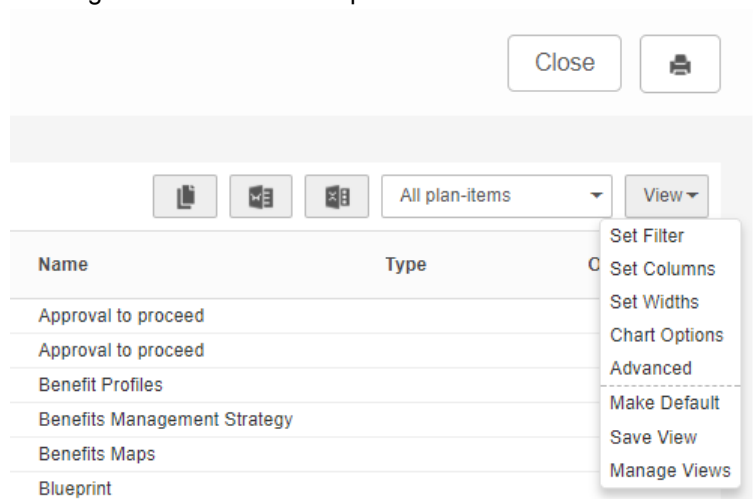 Close
All plan-items
View
Set Filter
Name Type O
Set Columns
Set Widths
Approval to proceed
Chart Options
Approval to proceed
Advanced
Benefit Profiles
Make Default
Benefits Management Strategy
Save View
Benefits Maps
Manage Views
Blueprint